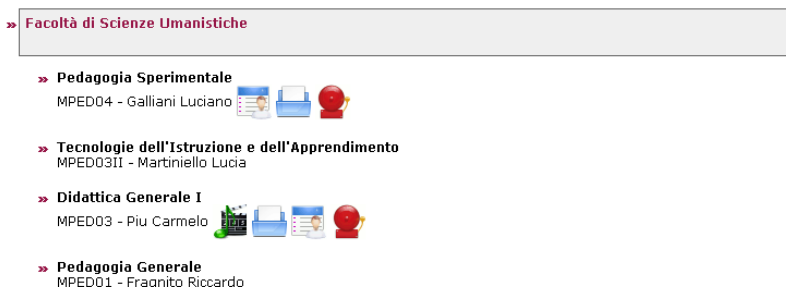 » Facoltà di Scienze Umanistiche
» Pedagogia Sperimentale
MPED04 - Galliani Luciano
» Tecnologie dell'Istruzione e dell'Apprendimento
MPED03II - Martiniello Lucia
» Didattica Generale I
MPED03 - Piu Carmelo
» Pedagogia Generale
MPED01 - Fragnito Riccardo